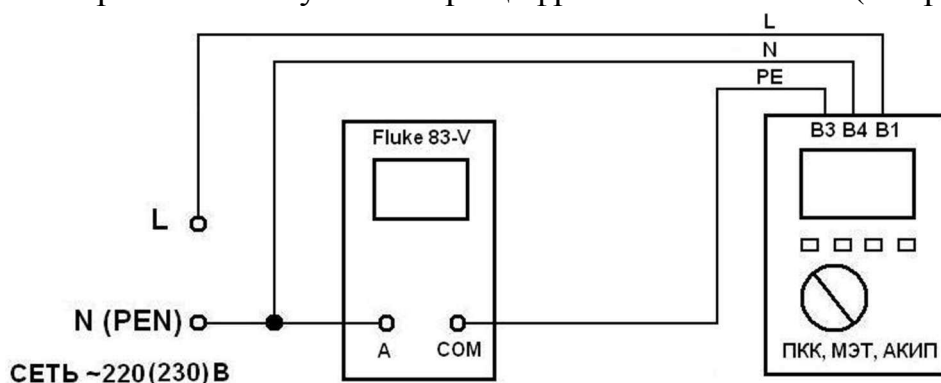 L
N
PE
B3 B4 B1
Fluke 83-V
L
N (PEN)
A
COM
ПКК, МЭТ, АКИП
СЕТЬ ~220(230)В